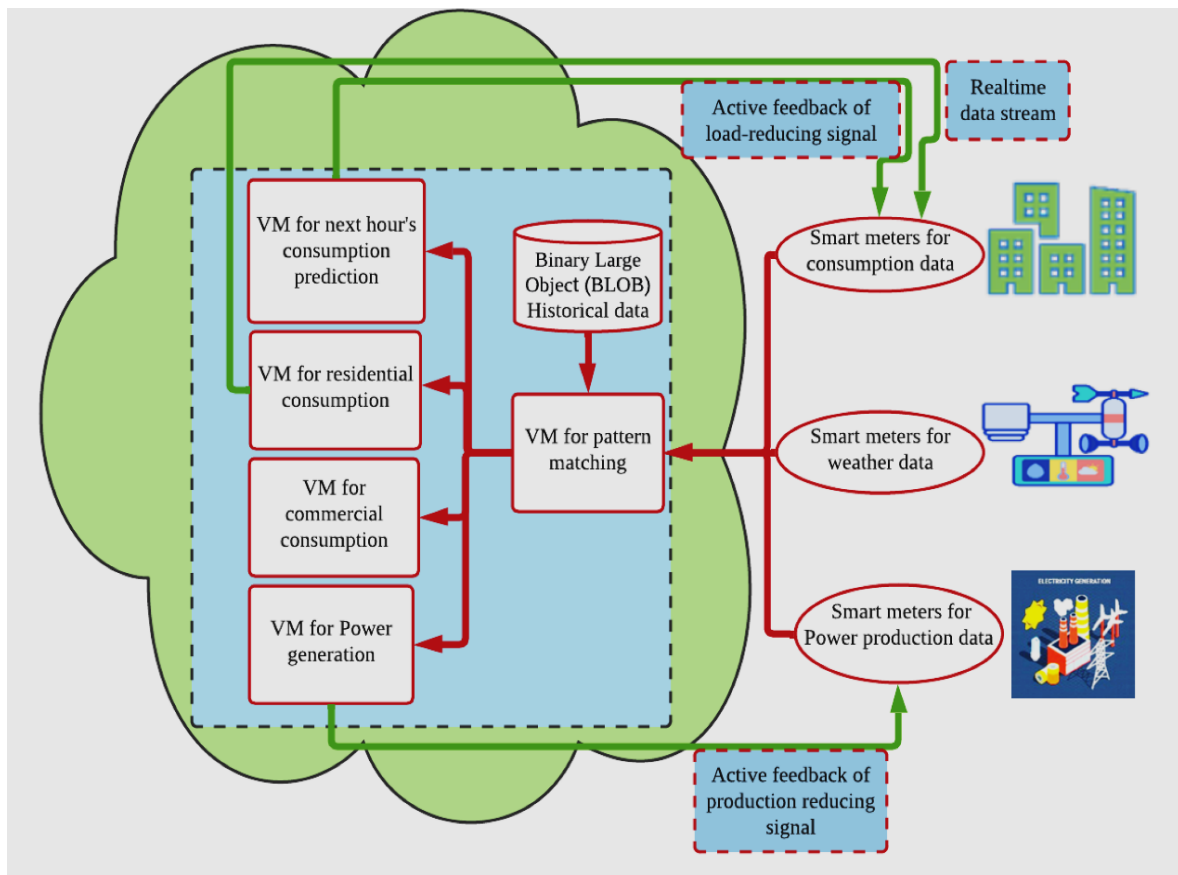 Active feedback of
load-reducing signal
Realtime
data stream
VM for next hour's
consumption
prediction
Binary Large
Object (BLOB)
Historical data
Smart meters for
consumption data
VM for residential
consumption
VM for pattern
matching
Smart meters for
weather data
VM for
commercial
consumption
VM for Power
generation
ELECTRICITY GENERATION
Smart meters for
Power production data
Active feedback of
production reducing
signal